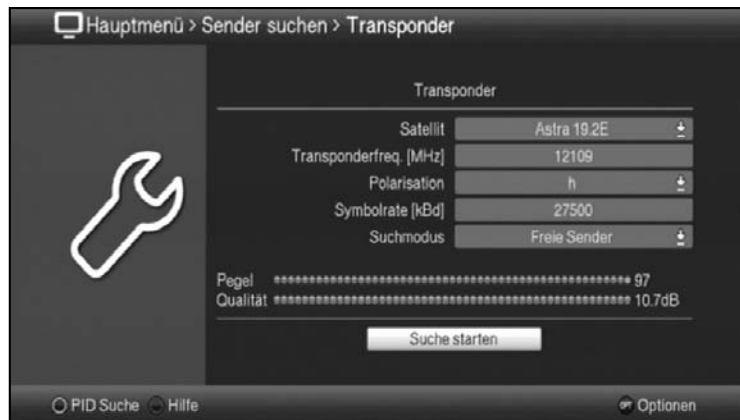 Hauptmenü > Sender suchen > Transponder
Transponder
Satellit Astra 19.2E
Transponderfreq. [MHz] 12109
Polarisation h
Symbolrate [kBd] 27500
Suchmodus Freie Sender
Pegel 97
Qualität 10.7dB
Suche starten
PID Suche Hilfe OPT Optionen